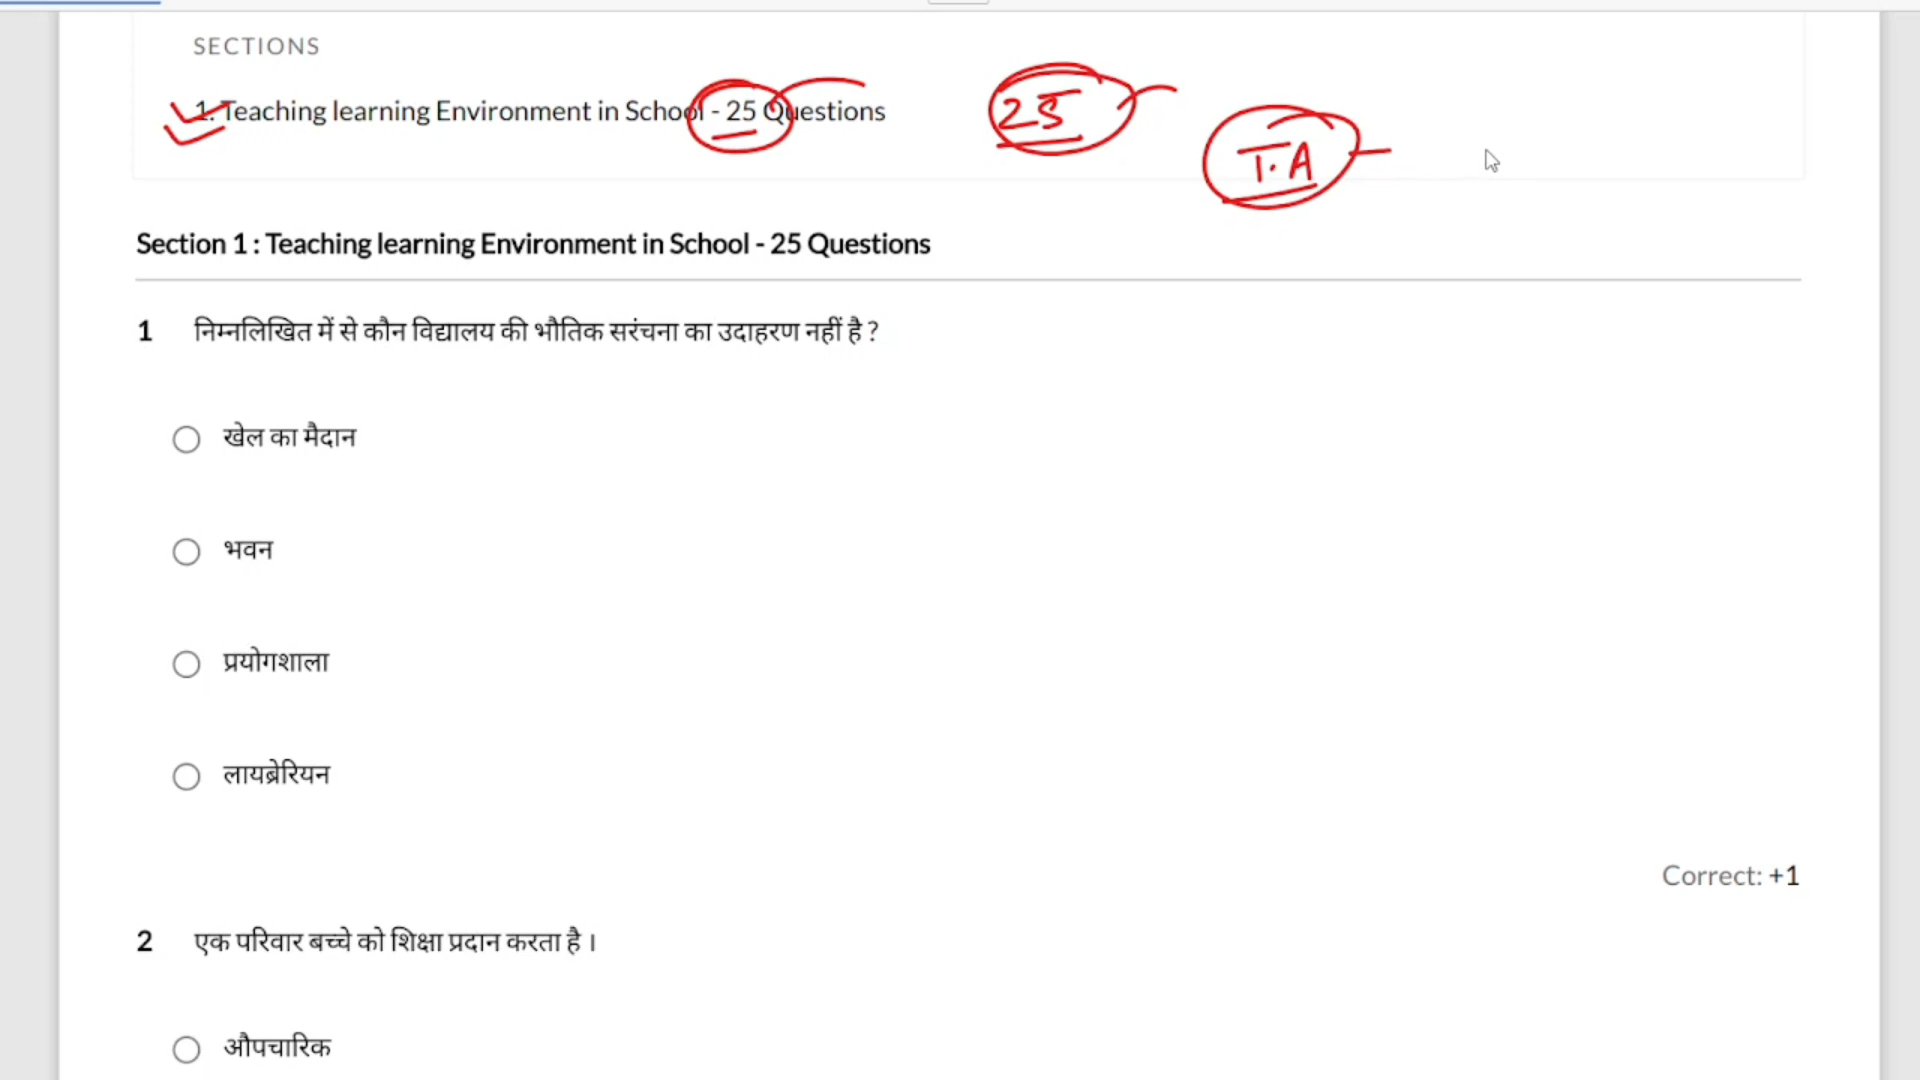 SECTIONS
1. Teaching learning Environment in School - 25 Questions
25
T.A
Section 1 : Teaching learning Environment in School - 25 Questions
1 निम्नलिखित में से कौन विद्यालय की भौतिक सरंचना का उदाहरण नहीं है ?
खेल का मैदान
भवन
प्रयोगशाला
लायब्रेरियन
Correct: +1
2 एक परिवार बच्चे को शिक्षा प्रदान करता है ।
औपचारिक